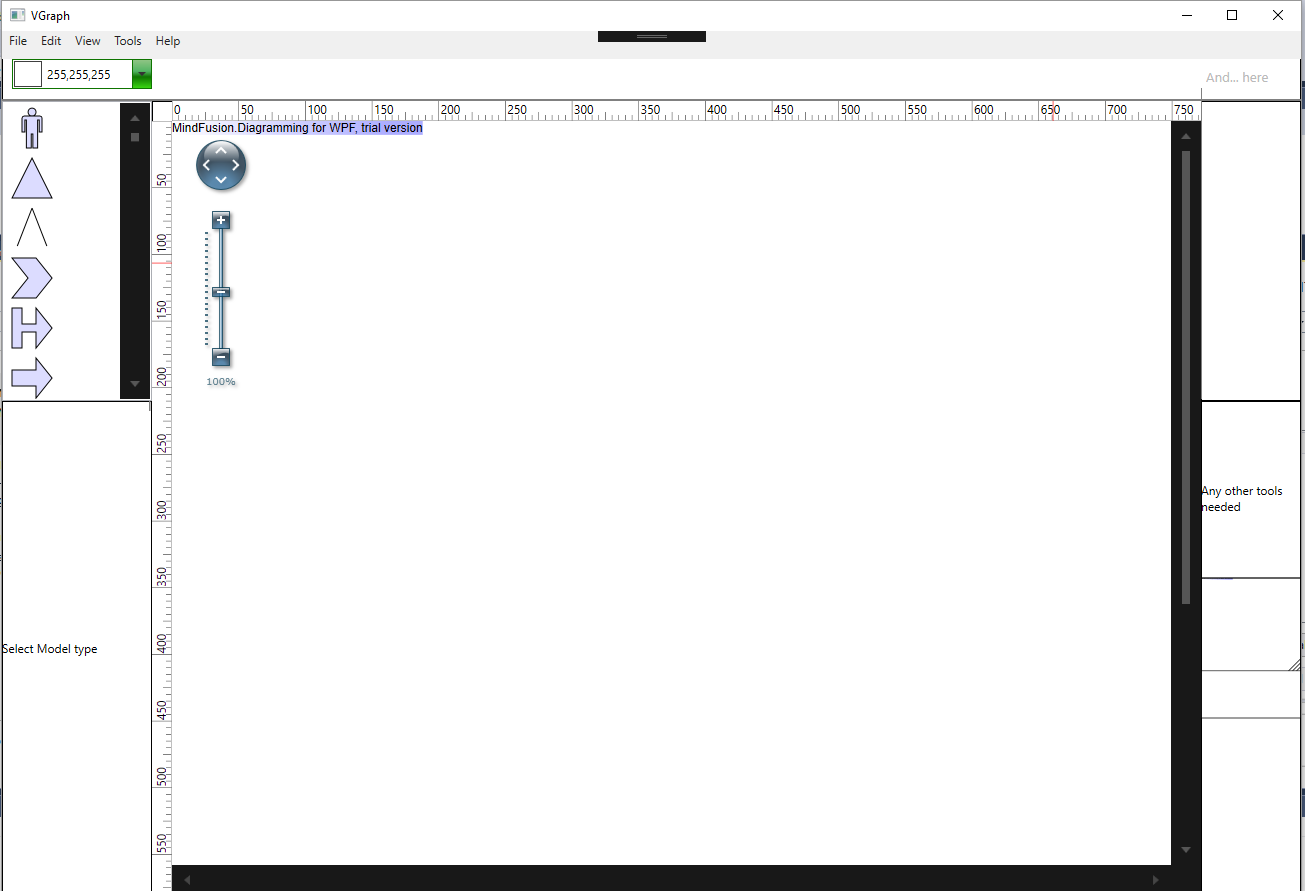 VGraph
File Edit View Tools Help
255,255,255
And... here
0 50 100 150 200 250 300 350 400 450 500 550 600 650 700 750
MindFusion.Diagramming for WPF, trial version
50
100
150
200
250
300
350
400
450
500
550
100%
Any other tools
needed
Select Model type